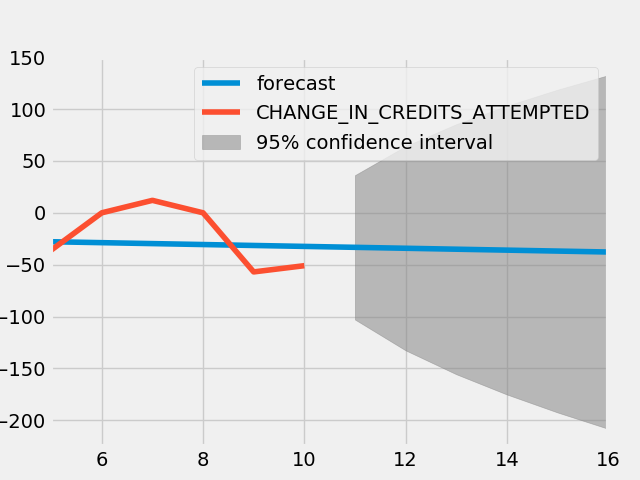 150
100
50
0
−50
−100
−150
−200
6 8 10 12 14 16
forecast
CHANGE_IN_CREDITS_ATTEMPTED
95% confidence interval